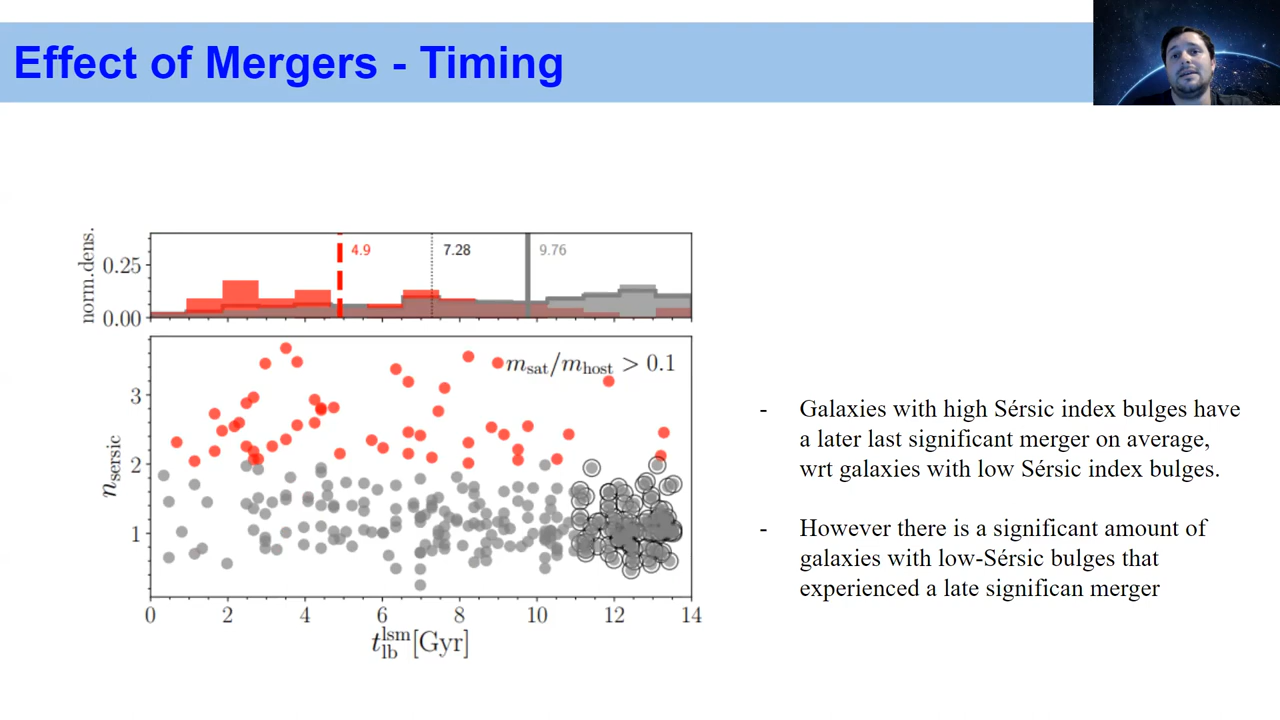 Effect of Mergers - Timing
norm.dens.
0.25
0.00
4.9
7.28
9.76
m_sat/m_host > 0.1
n_sersic
3
2
1
0 2 4 6 8 10 12 14
t_lb^lsm [Gyr]
- Galaxies with high Sérsic index bulges have
a later last significant merger on average,
wrt galaxies with low Sérsic index bulges.
- However there is a significant amount of
galaxies with low-Sérsic bulges that
experienced a late significan merger